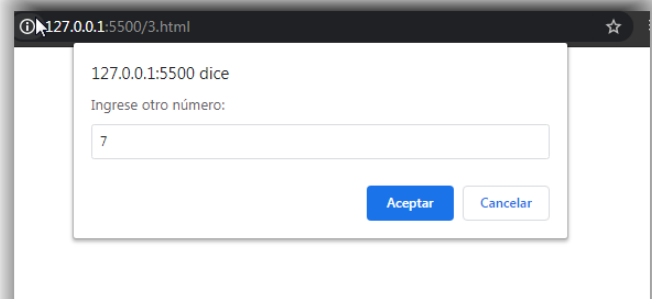 127.0.0.1:5500/3.html
127.0.0.1:5500 dice
Ingrese otro número:
7
Aceptar Cancelar